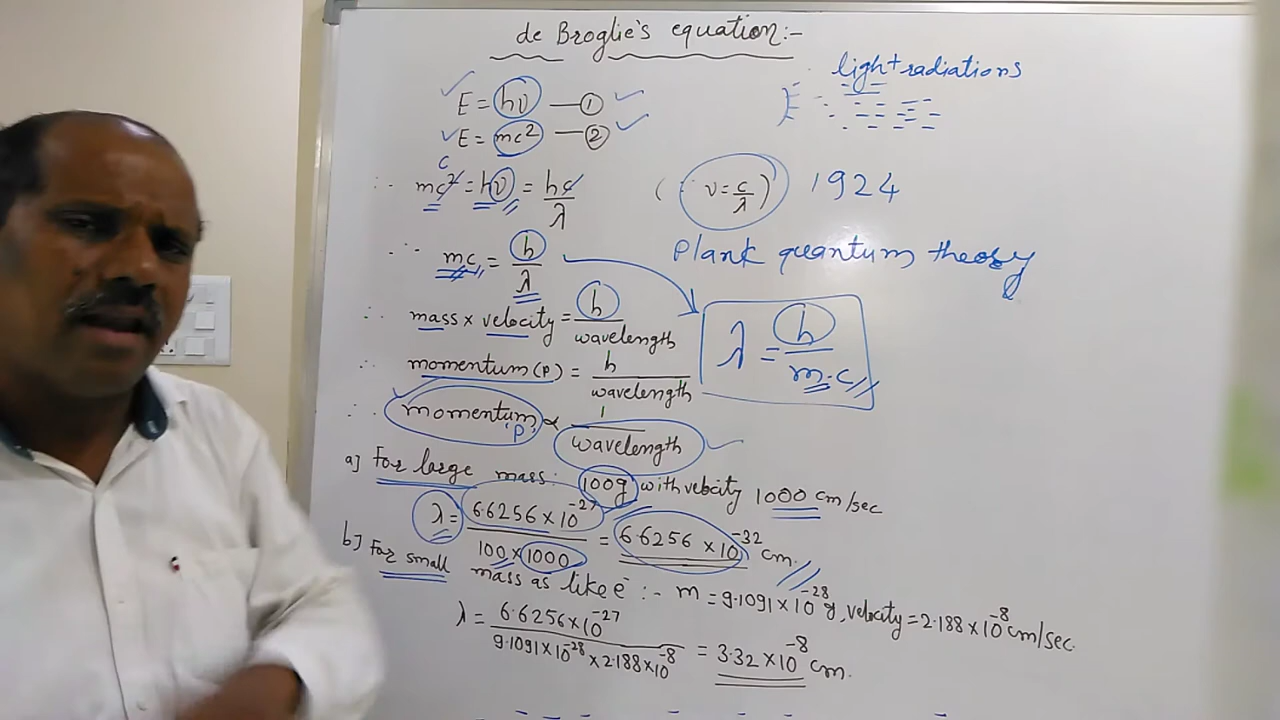 de Broglie's equation:-
light radiations
E = hν — ①
E = mc² — ②
∴ mc² = hν = hc/λ (∵ ν = c/λ) 1924
c
∴ mc = h/λ
Plank quantum theory
∴ mass x velocity = h/wavelength
λ = h/m.c
∴ momentum (P) = h/wavelength
∴ momentum 'P' ∝ 1/wavelength
a] For large mass: 100g with velocity 1000 cm/sec
λ = 6.6256 × 10⁻²⁷/100 × 1000 = 6.6256 × 10⁻³² cm.
b] For small mass as like e⁻ :- m = 9.1091 × 10⁻²⁸ g, velocity = 2.188 × 10⁻⁸ cm/sec.
λ = 6.6256 × 10⁻²⁷/9.1091 × 10⁻²⁸ × 2.188 × 10⁻⁸ = 3.32 × 10⁻⁸ cm.